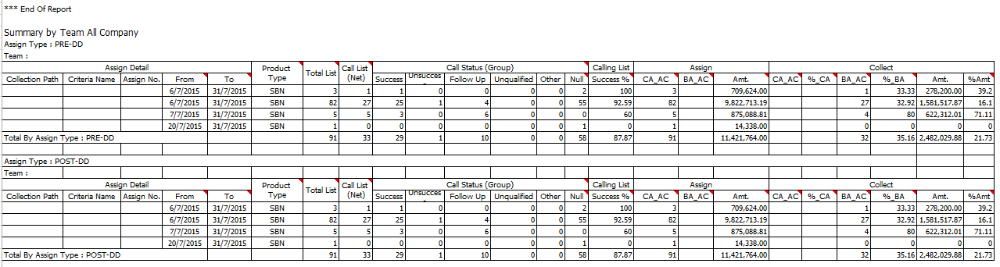 *** End Of Report
Summary by Team All Company
Assign Type : PRE-DD
Team :
Assign Detail Product Type Total List Call List (Net) Call Status (Group) Calling List Assign Collect
Collection Path Criteria Name Assign No. From To Success Unsucces Follow Up Unqualified Other Null Success % CA_AC BA_AC Amt. CA_AC %_CA BA_AC %_BA Amt. %Amt
6/7/2015 31/7/2015 SBN 3 1 1 0 0 0 0 2 100 3 709,624.00 1 33.33 278,200.00 39.2
6/7/2015 31/7/2015 SBN 82 27 25 1 4 0 0 55 92.59 82 9,822,713.19 27 32.92 1,581,517.87 16.1
7/7/2015 31/7/2015 SBN 5 5 3 0 6 0 0 0 60 5 875,088.81 4 80 622,312.01 71.11
20/7/2015 31/7/2015 SBN 1 0 0 0 0 0 0 1 0 1 14,338.00 0 0 0 0
Total By Assign Type : PRE-DD 91 33 29 1 10 0 0 58 87.87 91 11,421,764.00 32 35.16 2,482,029.88 21.73
Assign Type : POST-DD
Team :
Assign Detail Product Type Total List Call List (Net) Call Status (Group) Calling List Assign Collect
Collection Path Criteria Name Assign No. From To Success Unsucces Follow Up Unqualified Other Null Success % CA_AC BA_AC Amt. CA_AC %_CA BA_AC %_BA Amt. %Amt
6/7/2015 31/7/2015 SBN 3 1 1 0 0 0 0 2 100 3 709,624.00 1 33.33 278,200.00 39.2
6/7/2015 31/7/2015 SBN 82 27 25 1 4 0 0 55 92.59 82 9,822,713.19 27 32.92 1,581,517.87 16.1
7/7/2015 31/7/2015 SBN 5 5 3 0 6 0 0 0 60 5 875,088.81 4 80 622,312.01 71.11
20/7/2015 31/7/2015 SBN 1 0 0 0 0 0 0 1 0 1 14,338.00 0 0 0 0
Total By Assign Type : POST-DD 91 33 29 1 10 0 0 58 87.87 91 11,421,764.00 32 35.16 2,482,029.88 21.73